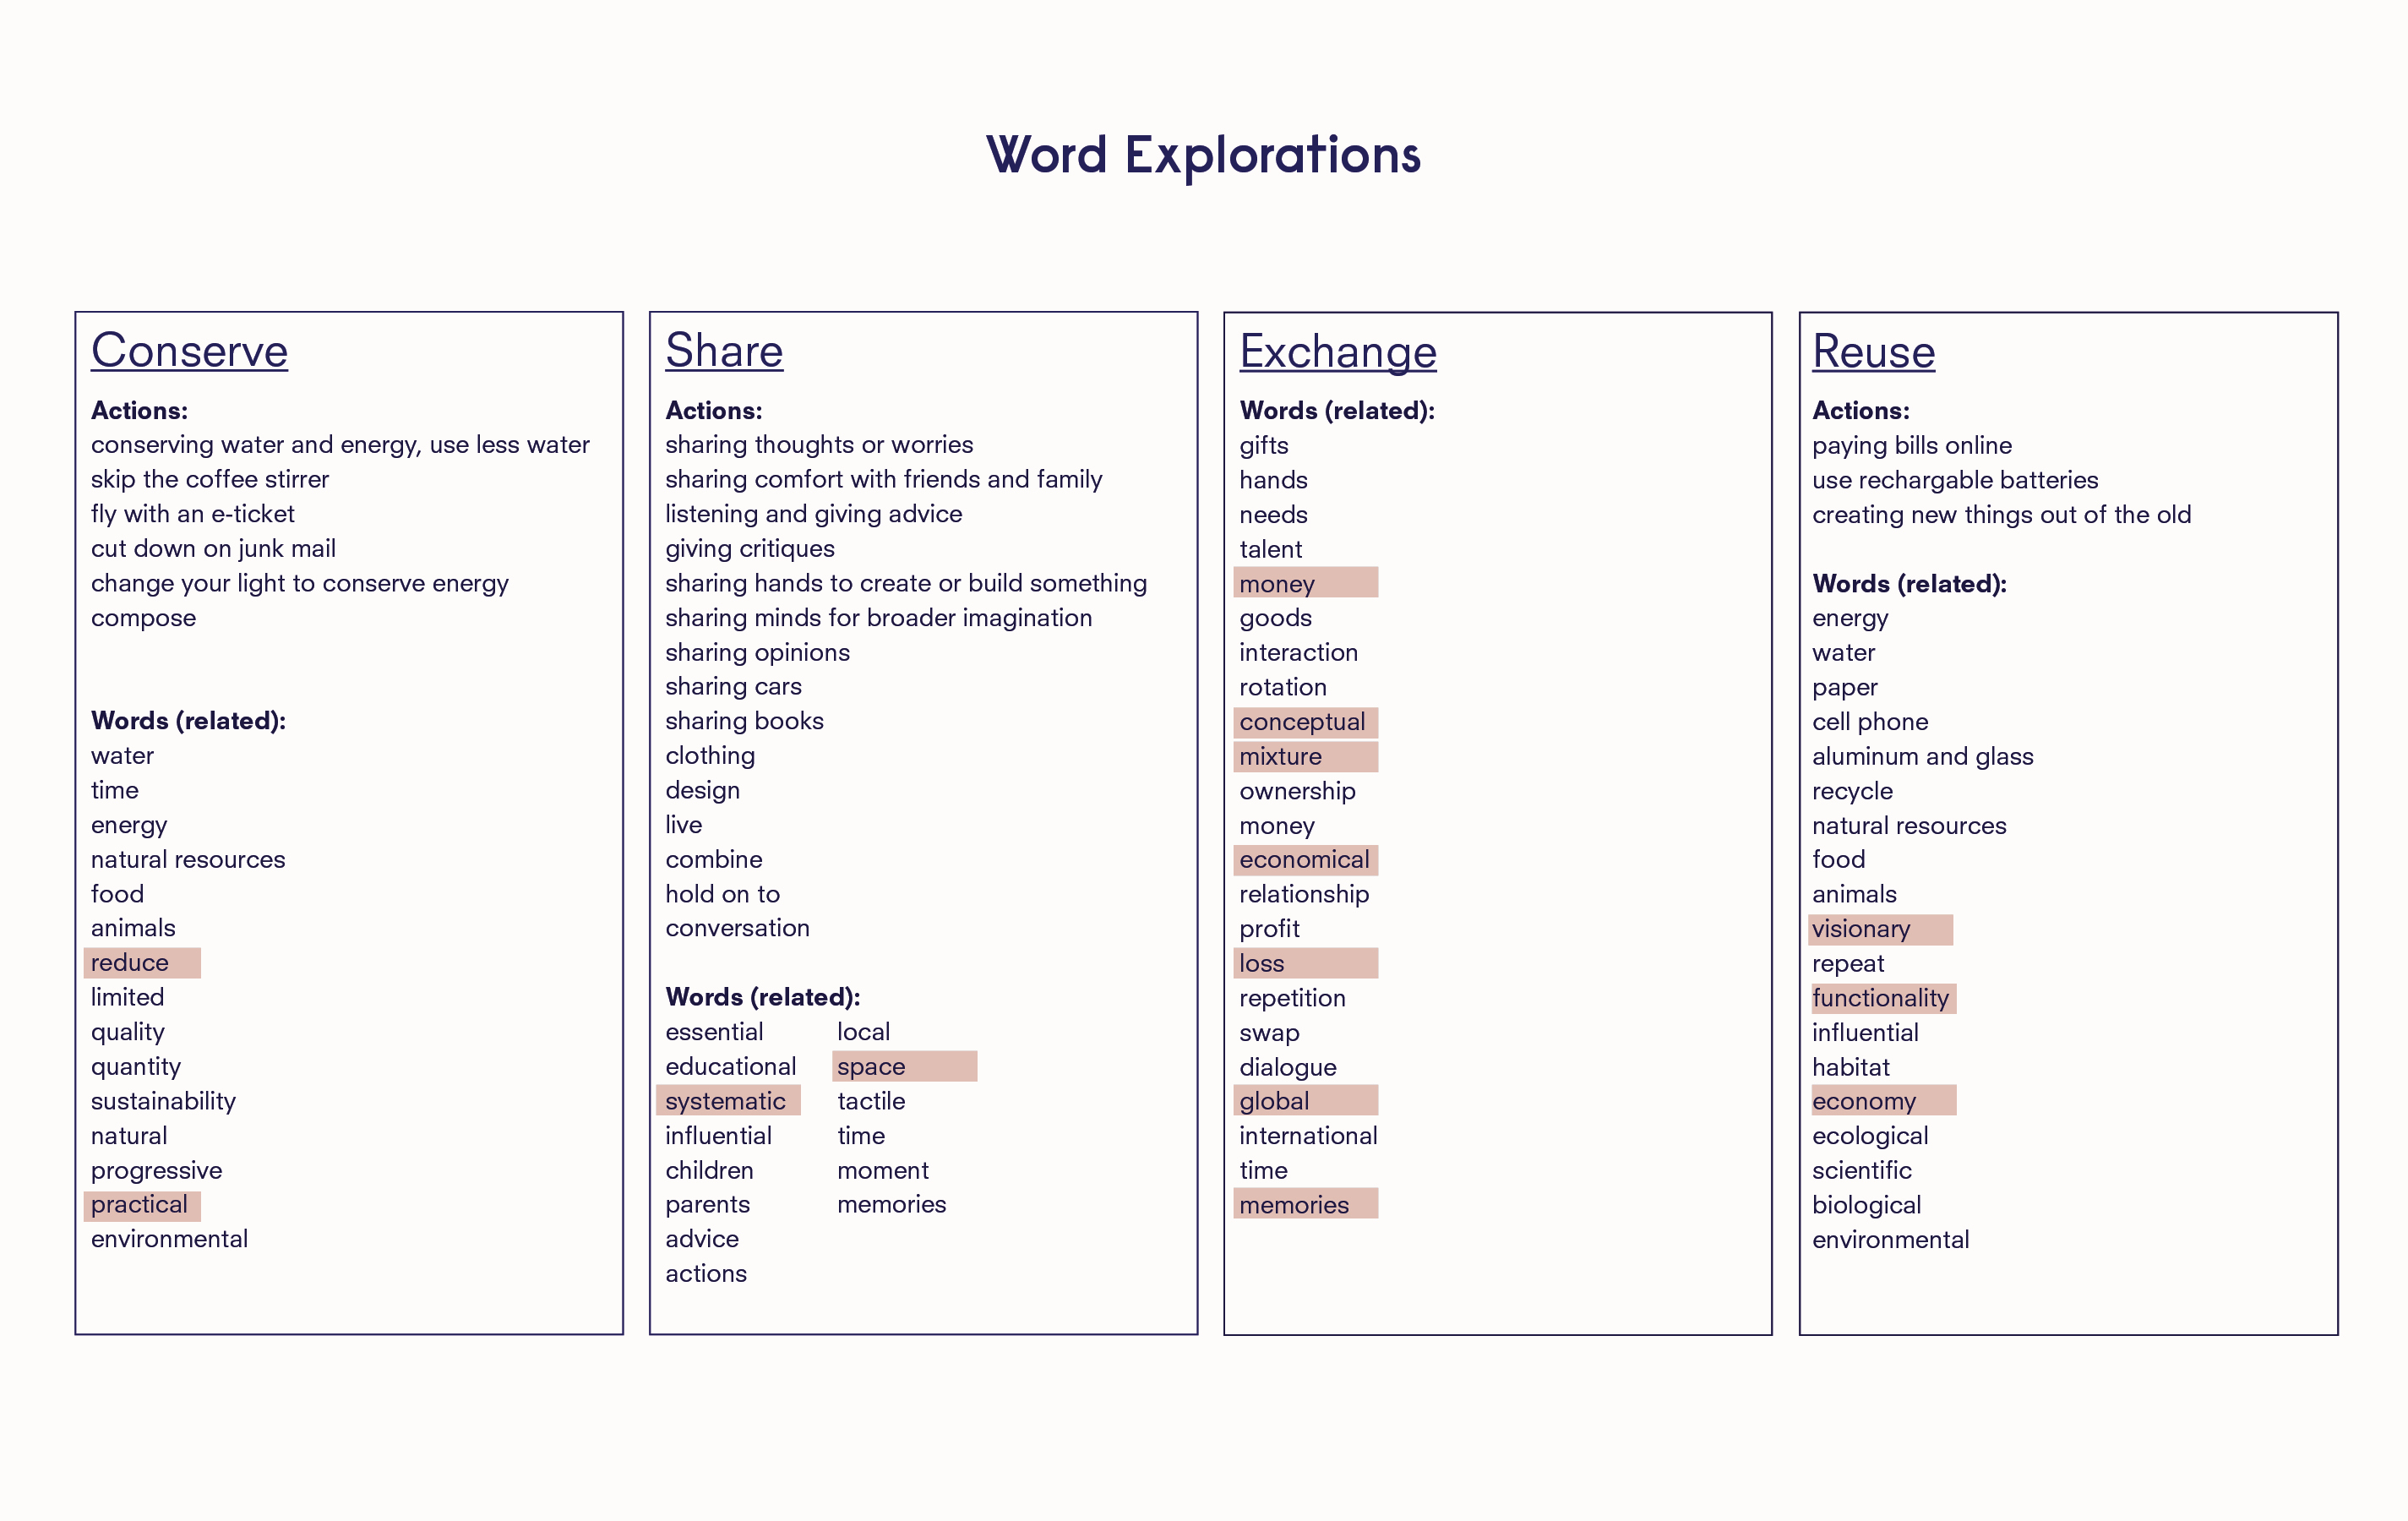 Word Explorations
Conserve
Actions:
conserving water and energy, use less water
skip the coffee stirrer
fly with an e-ticket
cut down on junk mail
change your light to conserve energy
compose
Words (related):
water
time
energy
natural resources
food
animals
reduce
limited
quality
quantity
sustainability
natural
progressive
practical
environmental
Share
Actions:
sharing thoughts or worries
sharing comfort with friends and family
listening and giving advice
giving critiques
sharing hands to create or build something
sharing minds for broader imagination
sharing opinions
sharing cars
sharing books
clothing
design
live
combine
hold on to
conversation
Words (related):
essential
educational
systematic
influential
children
parents
advice
actions
local
space
tactile
time
moment
memories
Exchange
Words (related):
gifts
hands
needs
talent
money
goods
interaction
rotation
conceptual
mixture
ownership
money
economical
relationship
profit
loss
repetition
swap
dialogue
global
international
time
memories
Reuse
Actions:
paying bills online
use rechargable batteries
creating new things out of the old
Words (related):
energy
water
paper
cell phone
aluminum and glass
recycle
natural resources
food
animals
visionary
repeat
functionality
influential
habitat
economy
ecological
scientific
biological
environmental